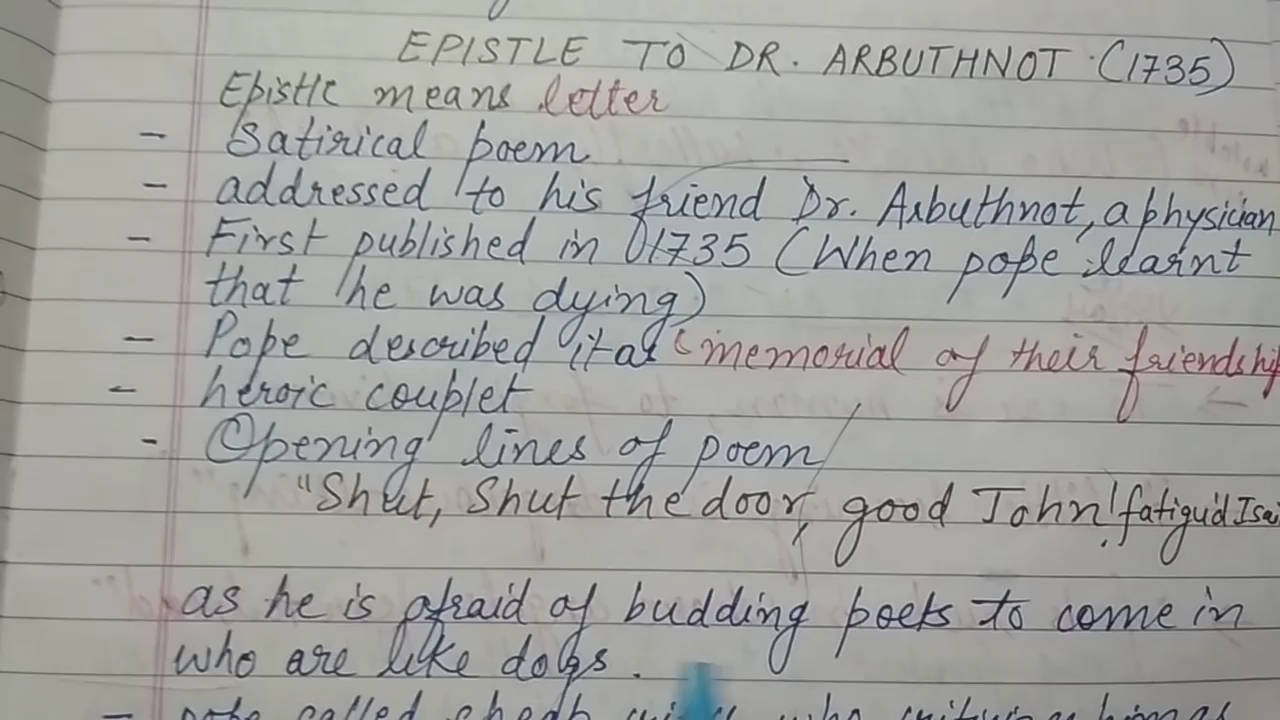 EPISTLE TO DR. ARBUTHNOT (1735)
Epistle means letter
- Satirical poem
- addressed to his friend Dr. Arbuthnot, a physician
- First published in 1735 (When pope learnt
that he was dying)
- Pope described it as (memorial of their friendship
- heroic couplet
- Opening lines of poem
"Shut, Shut the door, good John! fatigu'd I sai
as he is afraid of budding poets to come in
who are like dogs.
- pope called